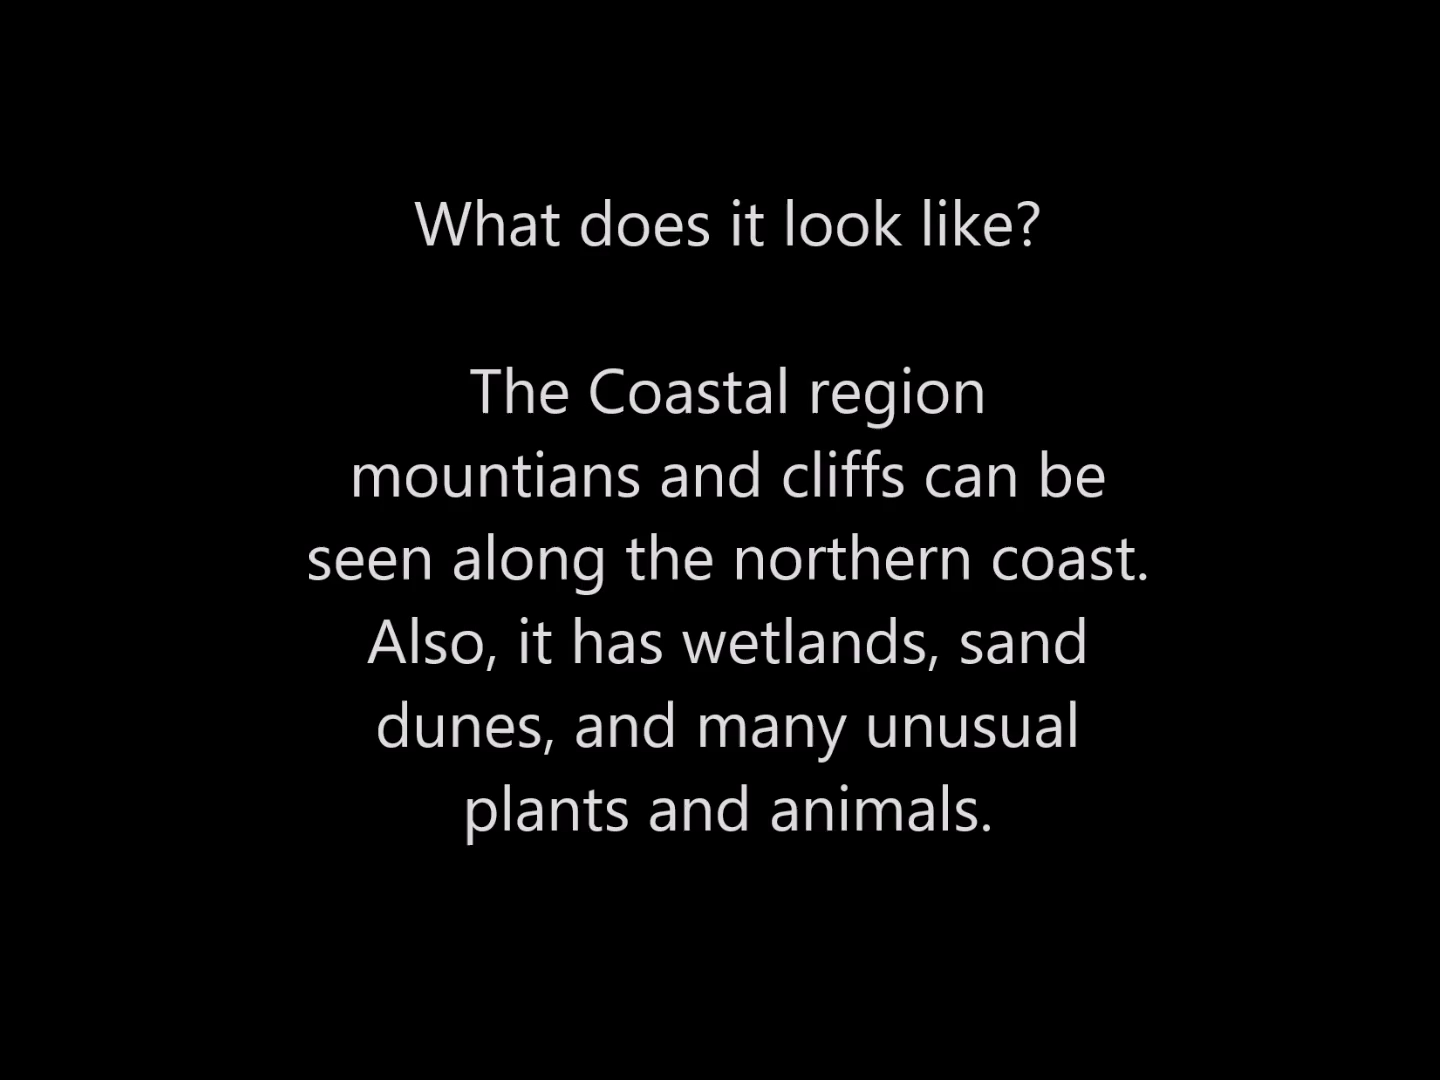 What does it look like?
The Coastal region
mountians and cliffs can be
seen along the northern coast.
Also, it has wetlands, sand
dunes, and many unusual
plants and animals.